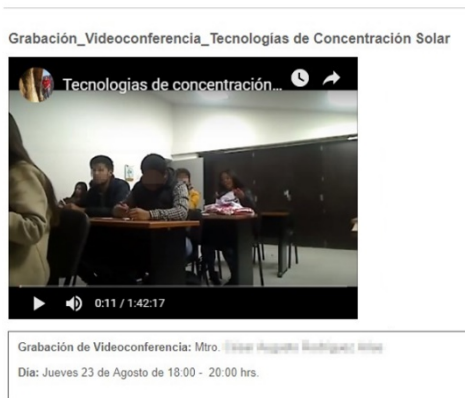 Grabación_Videoconferencia_Tecnologías de Concentración Solar
Tecnologias de concentración...
0:11 / 1:42:17
Grabación de Videoconferencia: Mtro.
Día: Jueves 23 de Agosto de 18:00 - 20:00 hrs.